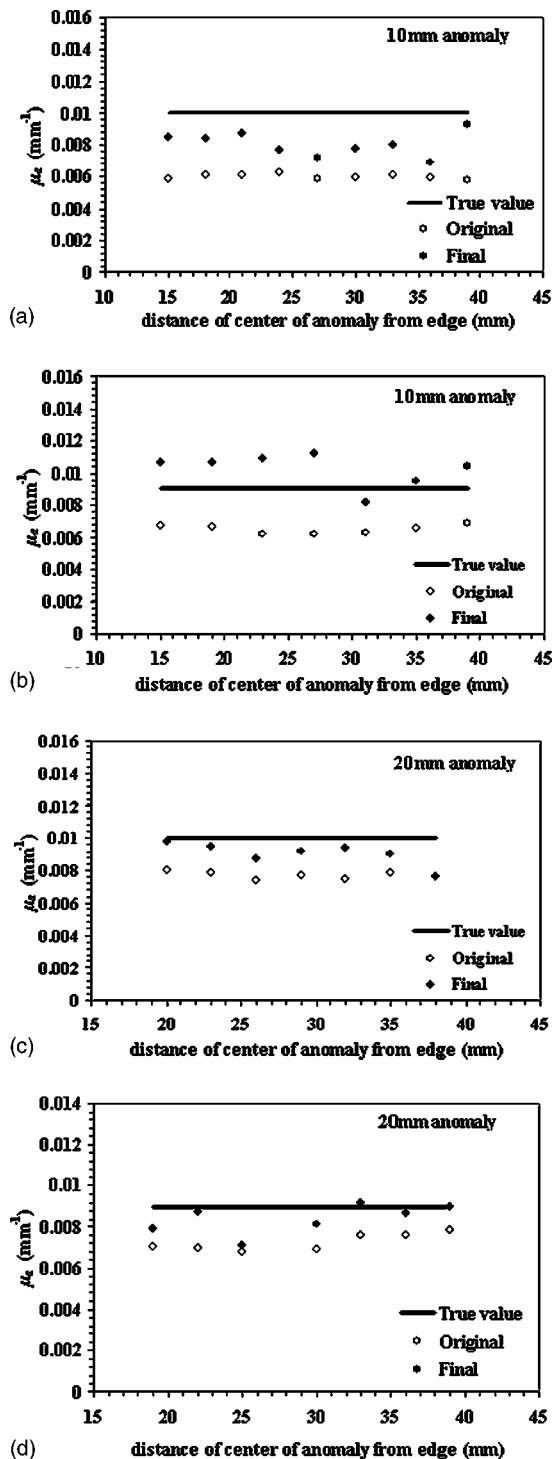 0.016
10mm anomaly
0.014
0.012
0.01
0.008
0.006
0.004
0.002
0
μa (mm-1)
True value
Original
Final
10 15 20 25 30 35 40 45
(a)
distance of center of anomaly from edge (mm)
0.016
10mm anomaly
0.014
0.012
0.01
0.008
0.006
0.004
0.002
0
μa (mm-1)
True value
Original
Final
10 15 20 25 30 35 40 45
(b)
distance of center of anomaly from edge (mm)
0.016
20mm anomaly
0.014
0.012
0.01
0.008
0.006
0.004
0.002
0
μa (mm-1)
True value
Original
Final
15 20 25 30 35 40 45
(c)
distance of center of anomaly from edge (mm)
0.014
20mm anomaly
0.012
0.01
0.008
0.006
0.004
0.002
0
μa (mm-1)
True value
Original
Final
15 20 25 30 35 40 45
(d)
distance of center of anomaly from edge (mm)